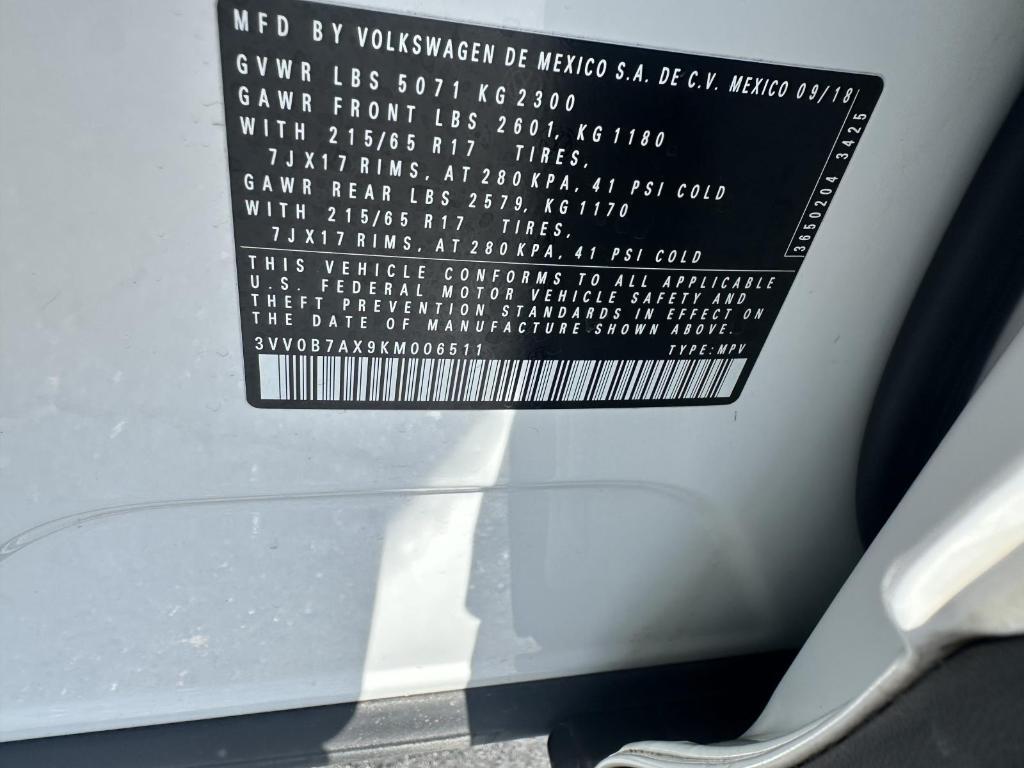 MFD BY VOLKSWAGEN DE MEXICO S.A. DE C.V. MEXICO 09/18
GVWR LBS 5071 KG 2300
GAWR FRONT LBS 2601, KG 1180
WITH 215/65 R17 TIRES,
7JX17 RIMS, AT 280 KPA, 41 PSI COLD
GAWR REAR LBS 2579, KG 1170
WITH 215/65 R17 TIRES,
7JX17 RIMS, AT 280 KPA, 41 PSI COLD
3650204 3425
THIS VEHICLE CONFORMS TO ALL APPLICABLE
U.S. FEDERAL MOTOR VEHICLE SAFETY AND
THEFT PREVENTION STANDARDS IN EFFECT ON
THE DATE OF MANUFACTURE SHOWN ABOVE.
3VV0B7AX9KM006511 TYPE: MPV